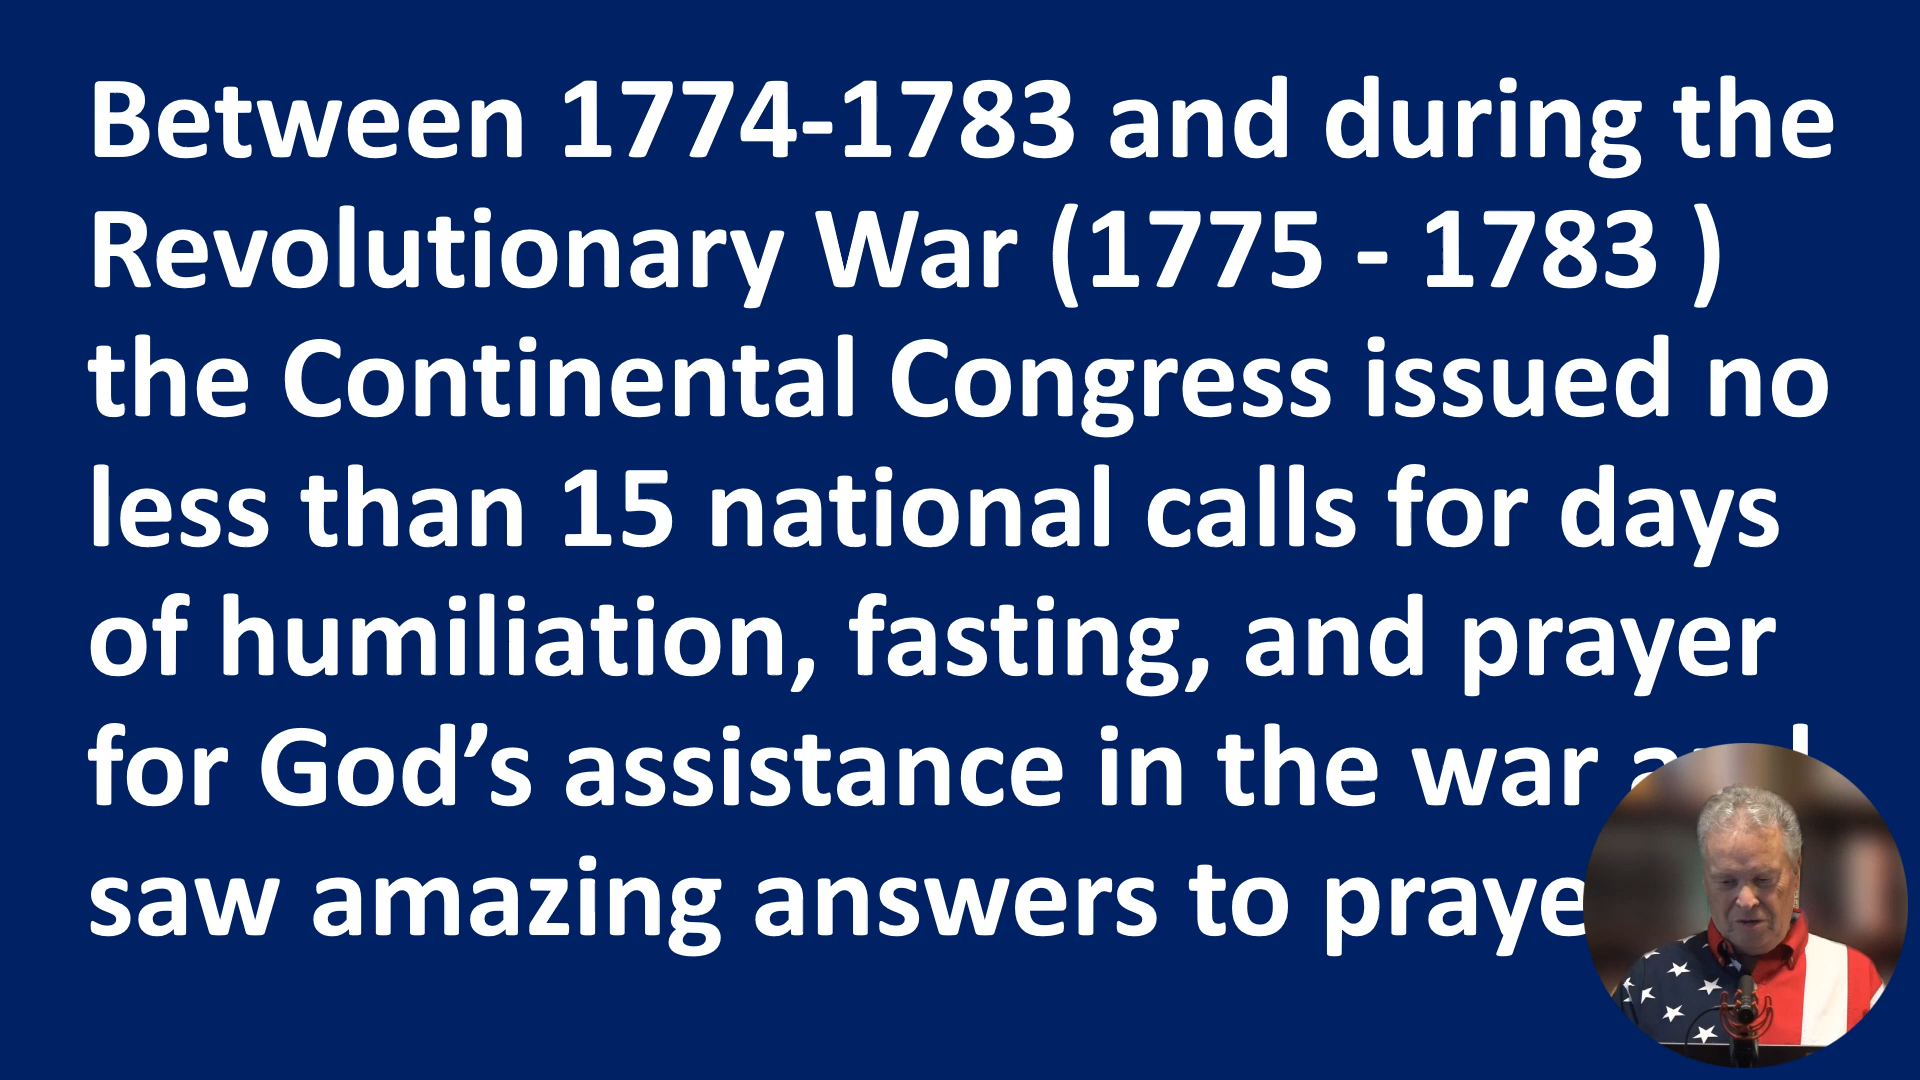 Between 1774-1783 and during the
Revolutionary War (1775 - 1783 )
the Continental Congress issued no
less than 15 national calls for days
of humiliation, fasting, and prayer
for God’s assistance in the war
saw amazing answers to